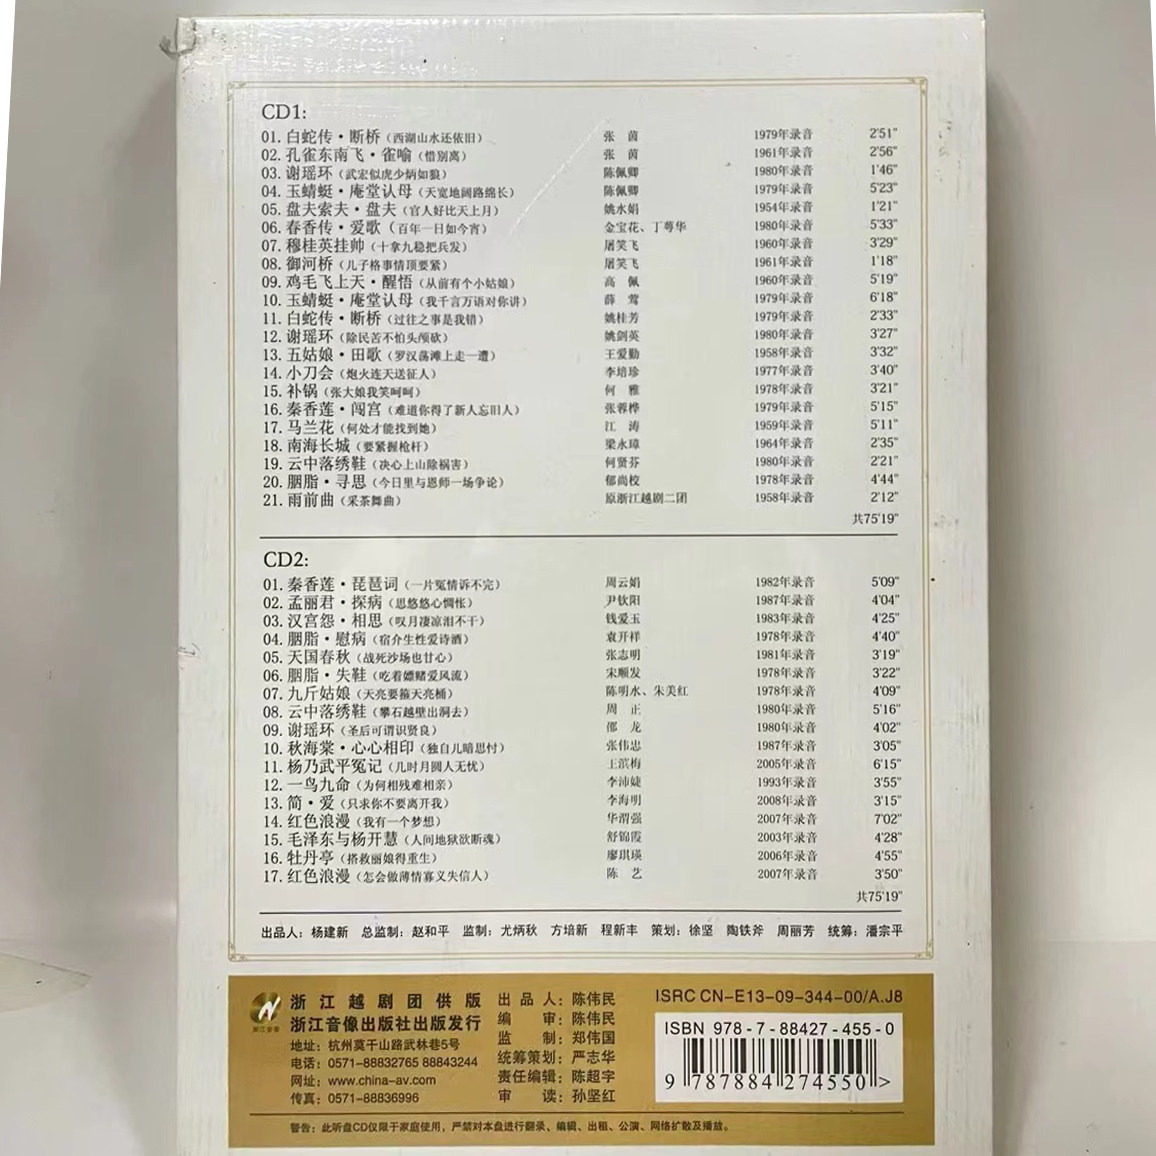 CD1:
01. 白蛇传·断桥（西湖山水还依旧） 张 茵 1979年录音 2'51"
02. 孔雀东南飞·雀喻（惜别离） 张 茵 1961年录音 2'56"
03. 谢瑶环（武宏似虎少炳如狼） 陈佩卿 1980年录音 1'46"
04. 玉蜻蜓·庵堂认母（天宽地阔路绵长） 陈佩卿 1979年录音 5'23"
05. 盘夫索夫·盘夫（官人好比天上月） 姚水娟 1954年录音 1'21"
06. 春香传·爱歌（百年一日如今宵） 金宝花、丁萼华 1980年录音 5'33"
07. 穆桂英挂帅（十拿九稳把兵发） 屠笑飞 1960年录音 3'29"
08. 御河桥（儿子格事情顶要紧） 屠笑飞 1961年录音 1'18"
09. 鸡毛飞上天·醒悟（从前有个小姑娘） 高 佩 1960年录音 5'19"
10. 玉蜻蜓·庵堂认母（我千言万语对你讲） 薛 莺 1979年录音 6'18"
11. 白蛇传·断桥（过往之事是我错） 姚桂芳 1979年录音 2'33"
12. 谢瑶环（除民苦不怕头颅砍） 姚剑英 1980年录音 3'27"
13. 五姑娘·田歌（罗汉荡滩上走一遭） 王爱勤 1958年录音 3'32"
14. 小刀会（炮火连天送征人） 李培珍 1977年录音 3'40"
15. 补锅（张大娘我笑呵呵） 何 雅 1978年录音 3'21"
16. 秦香莲·闯宫（难道你得了新人忘旧人） 张蓉桦 1979年录音 5'15"
17. 马兰花（何处才能找到她） 江 涛 1959年录音 5'11"
18. 南海长城（要紧握枪杆） 梁永璋 1964年录音 2'35"
19. 云中落绣鞋（决心上山除祸害） 何贤芬 1980年录音 2'21"
20. 胭脂·寻思（今日里与恩师一场争论） 郁尚校 1978年录音 4'44"
21. 雨前曲（采茶舞曲） 原浙江越剧二团 1958年录音 2'12"
共75'19"
CD2:
01. 秦香莲·琵琶词（一片冤情诉不完） 周云娟 1982年录音 5'09"
02. 孟丽君·探病（思悠悠心惆怅） 尹钦阳 1987年录音 4'04"
03. 汉宫怨·相思（叹月凄凉泪不干） 钱爱玉 1983年录音 4'25"
04. 胭脂·慰病（宿介生性爱诗酒） 袁开祥 1978年录音 4'40"
05. 天国春秋（战死沙场也甘心） 张志明 1981年录音 3'19"
06. 胭脂·失鞋（吃着嫖赌爱风流） 宋顺发 1978年录音 3'22"
07. 九斤姑娘（天亮要箍天亮桶） 陈明水、朱美红 1978年录音 4'09"
08. 云中落绣鞋（攀石越壁出洞去） 周 正 1980年录音 5'16"
09. 谢瑶环（圣后可谓识贤良） 邵 龙 1980年录音 4'02"
10. 秋海棠·心心相印（独自儿暗思忖） 张伟忠 1987年录音 3'05"
11. 杨乃武平冤记（几时月圆人无忧） 王滨梅 2005年录音 6'15"
12. 一鸟九命（为何相残难相亲） 李沛婕 1993年录音 3'55"
13. 简·爱（只求你不要离开我） 李海明 2008年录音 3'15"
14. 红色浪漫（我有一个梦想） 华渭强 2007年录音 7'02"
15. 毛泽东与杨开慧（人间地狱欲断魂） 舒锦霞 2003年录音 4'28"
16. 牡丹亭（搭救丽娘得重生） 廖琪瑛 2006年录音 4'55"
17. 红色浪漫（怎会做薄情寡义失信人） 陈 艺 2007年录音 3'50"
共75'19"
出品人：杨建新 总监制：赵和平 监制：尤炳秋 方培新 程新丰 策划：徐坚 陶铁斧 周丽芳 统筹：潘宗平
浙江音像
浙江越剧团供版
浙江音像出版社出版发行
地址：杭州莫干山路武林巷5号
电话：0571-88832765 88843244
网址：www.china-av.com
传真：0571-88836996
出品人：陈伟民
编 审：陈伟民
监 制：郑伟国
统筹策划：严志华
责任编辑：陈超宇
审 读：孙坚红
ISRC CN-E13-09-344-00/A.J8
ISBN 978-7-88427-455-0
9 787884 274550 >
警告：此听盘CD仅限于家庭使用，严禁对本盘进行翻录、编辑、出租、公演、网络扩散及播放。